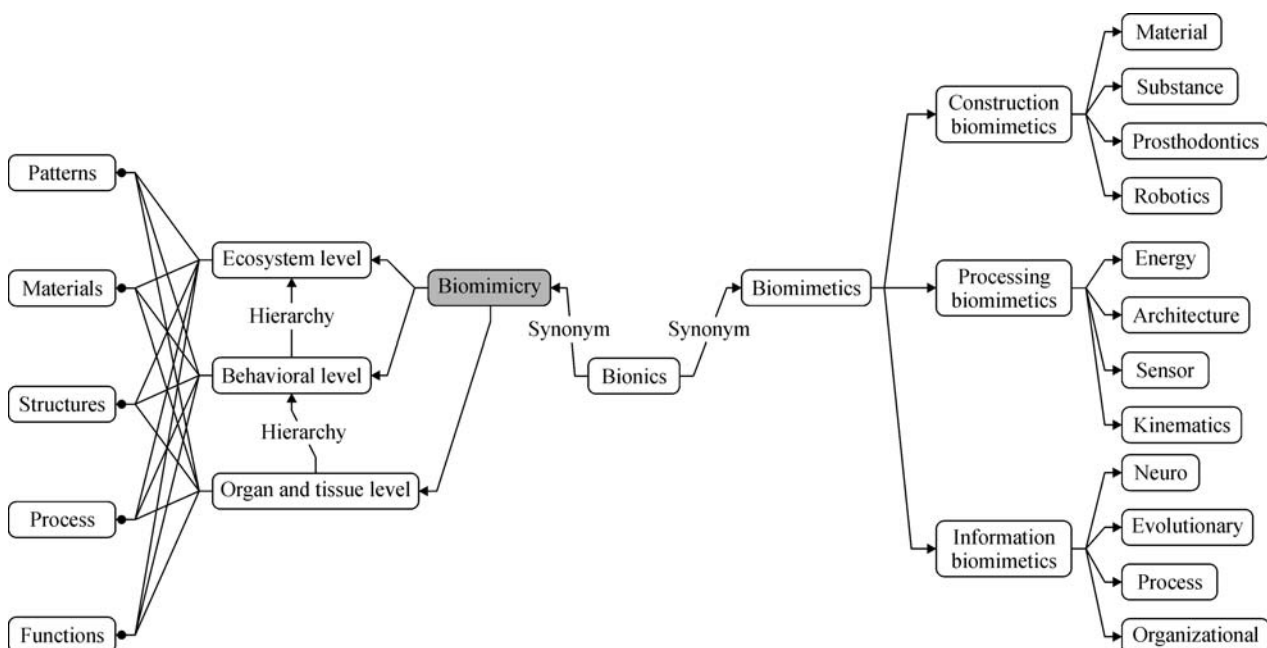 Patterns
Materials
Structures
Process
Functions
Ecosystem level
Hierarchy
Behavioral level
Hierarchy
Organ and tissue level
Biomimicry
Synonym
Bionics
Synonym
Biomimetics
Construction
biomimetics
Material
Substance
Prosthodontics
Robotics
Processing
biomimetics
Energy
Architecture
Sensor
Kinematics
Information
biomimetics
Neuro
Evolutionary
Process
Organizational